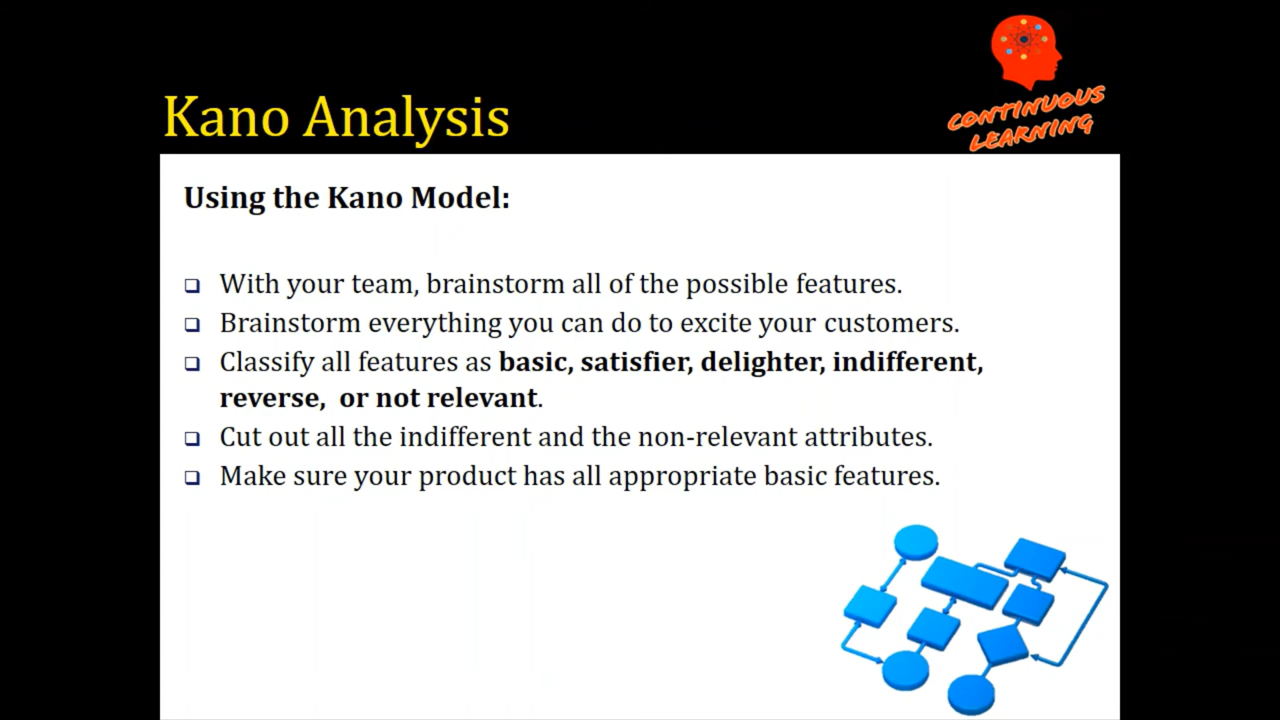 CONTINUOUS
LEARNING
Kano Analysis
Using the Kano Model:
❑ With your team, brainstorm all of the possible features.
❑ Brainstorm everything you can do to excite your customers.
❑ Classify all features as basic, satisfier, delighter, indifferent,
reverse,  or not relevant.
❑ Cut out all the indifferent and the non-relevant attributes.
❑ Make sure your product has all appropriate basic features.